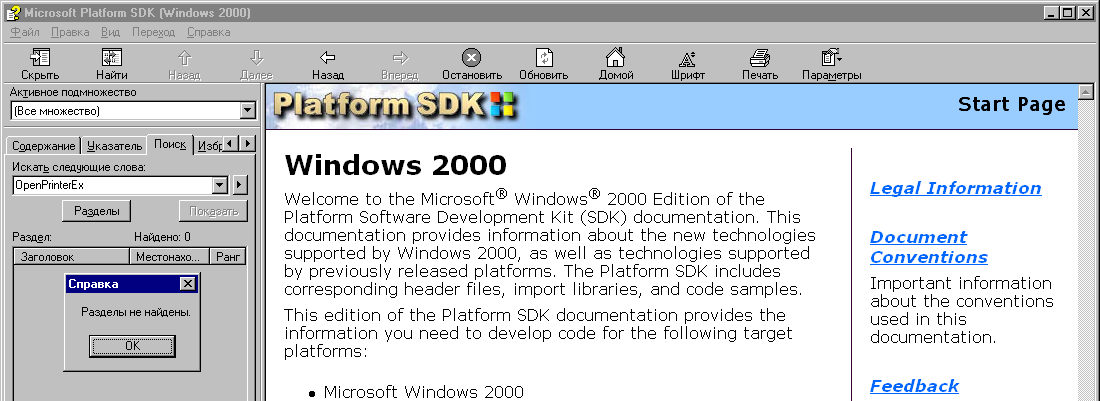 Microsoft Platform SDK (Windows 2000)
Файл Правка Вид Переход Справка
Скрыть Найти Назад Далее Назад Вперед Остановить Обновить Домой Шрифт Печать Параметры
Активное подмножество
(Все множество)
Содержание Указатель Поиск Избр
Искать следующие слова:
OpenPrinterEx
Разделы Показать
Раздел: Найдено: 0
Заголовок Местонахо... Ранг
Справка
Разделы не найдены.
OK
Platform SDK
Start Page
Windows 2000
Welcome to the Microsoft® Windows® 2000 Edition of the
Platform Software Development Kit (SDK) documentation. This
documentation provides information about the new technologies
supported by Windows 2000, as well as technologies supported
by previously released platforms. The Platform SDK includes
corresponding header files, import libraries, and code samples.
This edition of the Platform SDK documentation provides the
information you need to develop code for the following target
platforms:
• Microsoft Windows 2000
Legal Information
Document
Conventions
Important information
about the conventions
used in this
documentation.
Feedback